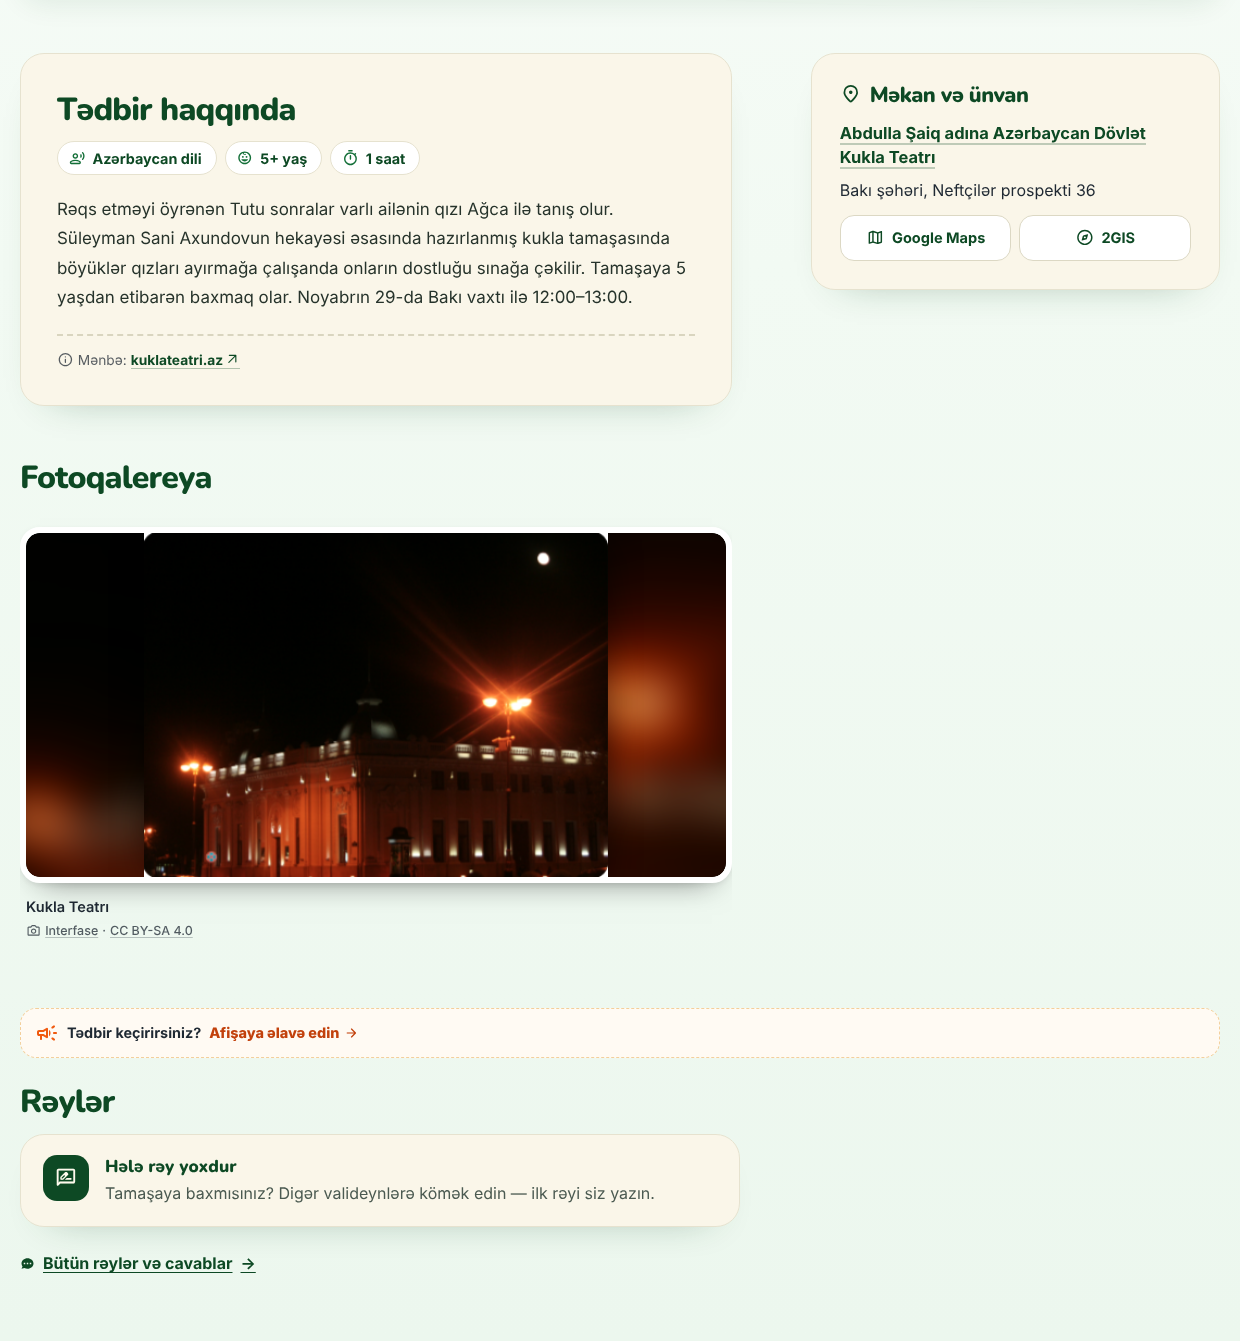 Tədbir haqqında
Azərbaycan dili
5+ yaş
1 saat
Rəqs etməyi öyrənən Tutu sonralar varlı ailənin qızı Ağca ilə tanış olur.
Süleyman Sani Axundovun hekayəsi əsasında hazırlanmış kukla tamaşasında
böyüklər qızları ayırmağa çalışanda onların dostluğu sınağa çəkilir. Tamaşaya 5
yaşdan etibarən baxmaq olar. Noyabrın 29-da Bakı vaxtı ilə 12:00–13:00.
Mənbə: kuklateatri.az
Məkan və ünvan
Abdulla Şaiq adına Azərbaycan Dövlət
Kukla Teatrı
Bakı şəhəri, Neftçilər prospekti 36
Google Maps
2GIS
Fotoqalereya
Kukla Teatrı
Interfase · CC BY-SA 4.0
Tədbir keçirirsiniz? Afişaya əlavə edin →
Rəylər
Hələ rəy yoxdur
Tamaşaya baxmısınız? Digər valideynlərə kömək edin — ilk rəyi siz yazın.
Bütün rəylər və cavablar →